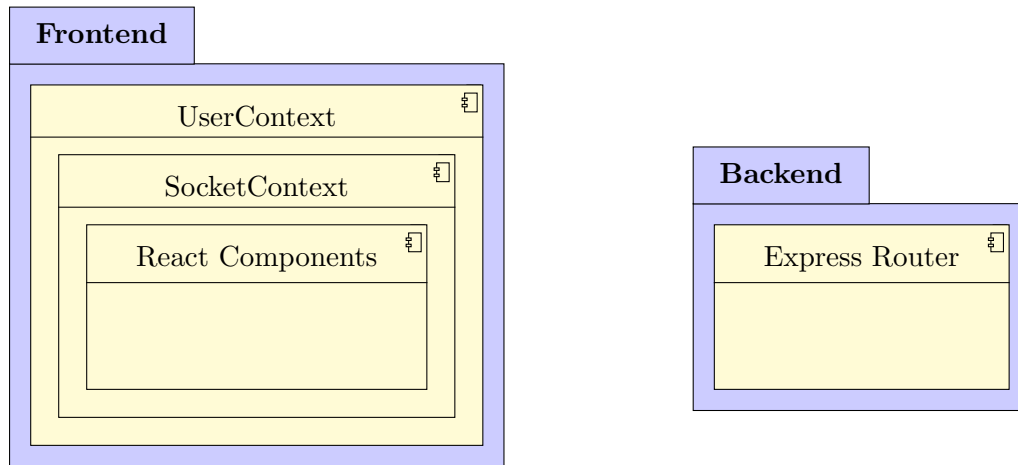 Frontend
UserContext
SocketContext
React Components
Backend
Express Router